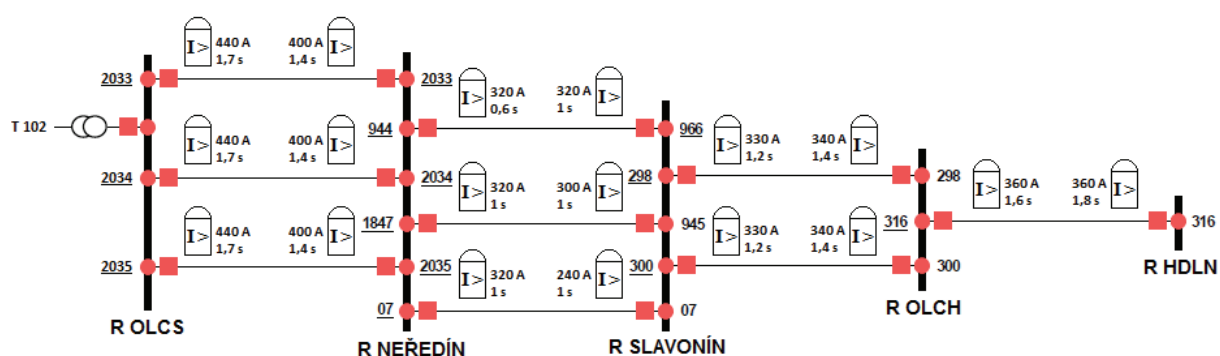 440 A
1,7 s
I>
400 A
1,4 s
I>
2033
2033
T 102
320 A
0,6 s
I>
320 A
1 s
I>
944
966
440 A
1,7 s
I>
400 A
1,4 s
I>
2034
2034
330 A
1,2 s
I>
340 A
1,4 s
I>
298
298
320 A
1 s
I>
300 A
1 s
I>
1847
945
360 A
1,6 s
I>
360 A
1,8 s
I>
316
316
440 A
1,7 s
I>
400 A
1,4 s
I>
2035
2035
330 A
1,2 s
I>
340 A
1,4 s
I>
300
300
320 A
1 s
I>
240 A
1 s
I>
07
07
R OLCS
R NEŘEDÍN
R SLAVONÍN
R OLCH
R HDLN